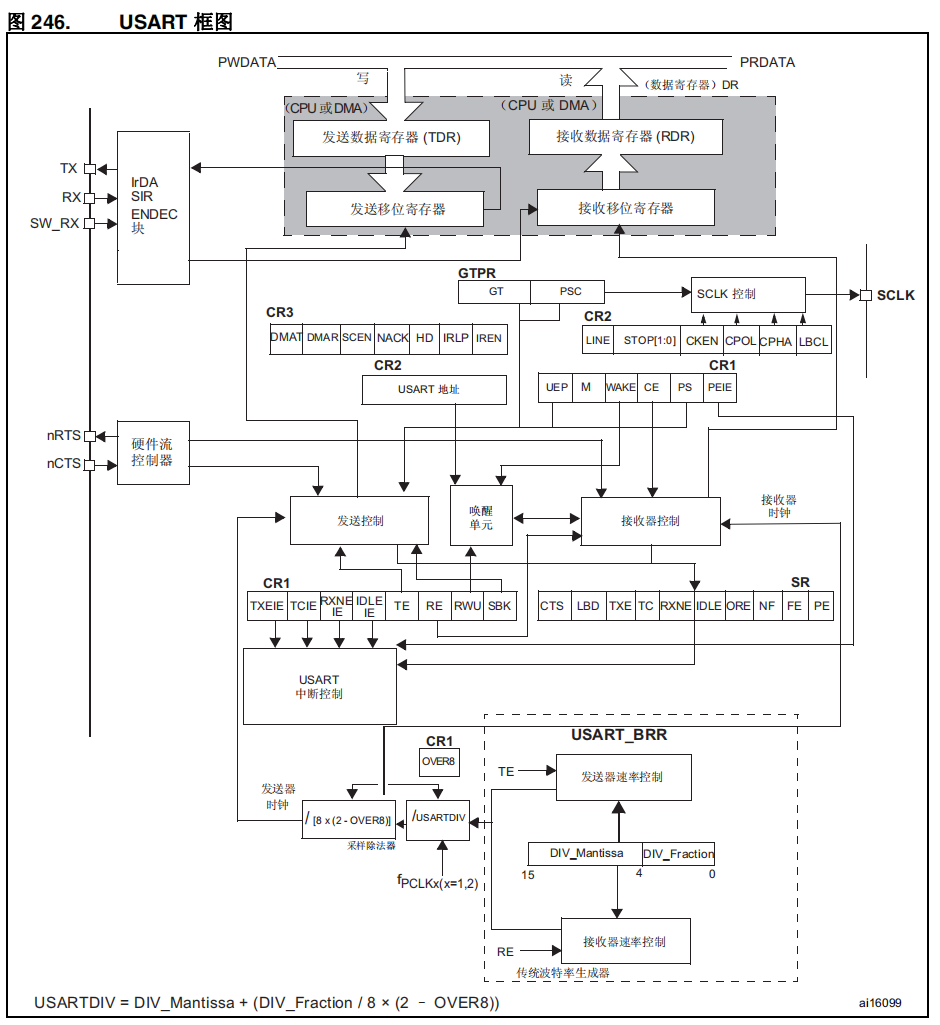 图 246. USART 框图
PWDATA
PRDATA
写
读
(数据寄存器) DR
(CPU 或 DMA)
(CPU 或 DMA)
发送数据寄存器 (TDR)
接收数据寄存器 (RDR)
TX
RX
SW_RX
IrDA
SIR
ENDEC
块
发送移位寄存器
接收移位寄存器
GTPR
GT PSC
SCLK 控制
SCLK
CR3
DMAT DMAR SCEN NACK HD IRLP IREN
CR2
LINE STOP[1:0] CKEN CPOL CPHA LBCL
CR2
USART 地址
CR1
UEP M WAKE CE PS PEIE
nRTS
nCTS
硬件流
控制器
发送控制
唤醒
单元
接收器控制
接收器
时钟
CR1
TXEIE TCIE RXNE IE IDLE IE TE RE RWU SBK
SR
CTS LBD TXE TC RXNE IDLE ORE NF FE PE
USART
中断控制
USART_BRR
CR1
OVER8
TE
发送器速率控制
发送器
时钟
/ [8 x (2 - OVER8)]
/USARTDIV
采样除法器
fPCLKx(x=1,2)
DIV_Mantissa DIV_Fraction
15 4 0
RE
接收器速率控制
传统波特率生成器
USARTDIV = DIV_Mantissa + (DIV_Fraction / 8 × (2 – OVER8))
ai16099